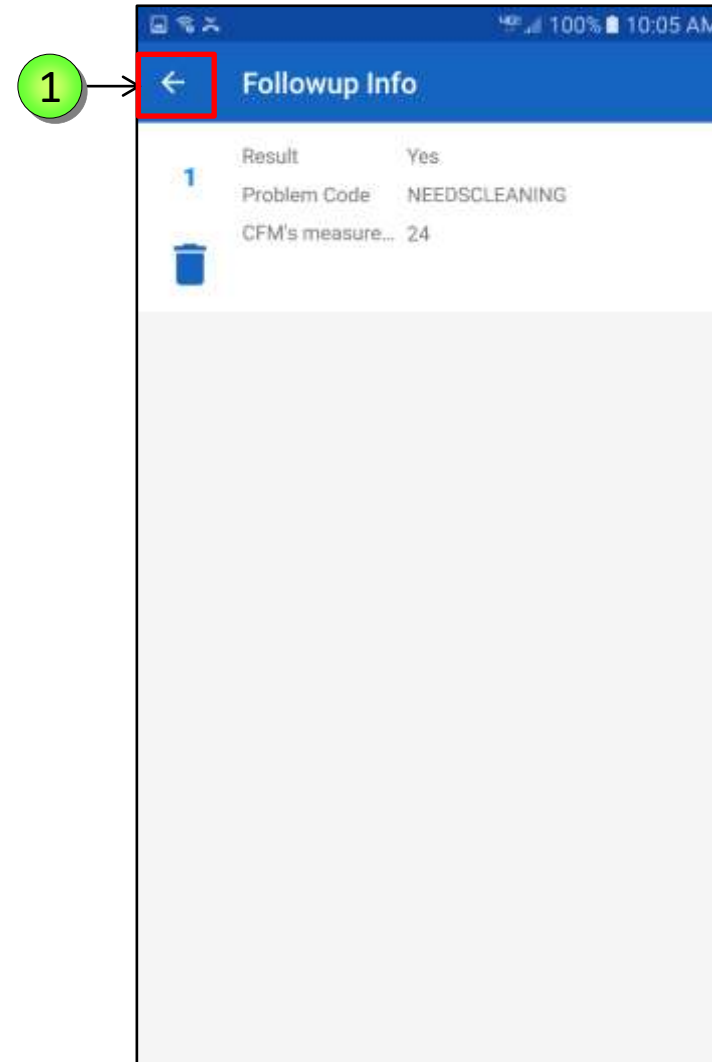 100% 10:05 AM
1
Followup Info
1
Result Yes
Problem Code NEEDSCLEANING
CFM's measure... 24